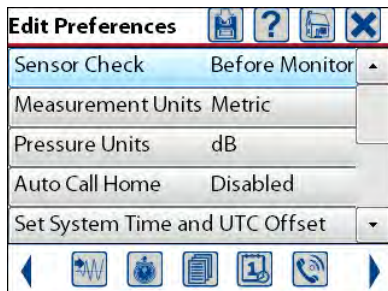 Edit Preferences
Sensor Check Before Monitor
Measurement Units Metric
Pressure Units dB
Auto Call Home Disabled
Set System Time and UTC Offset